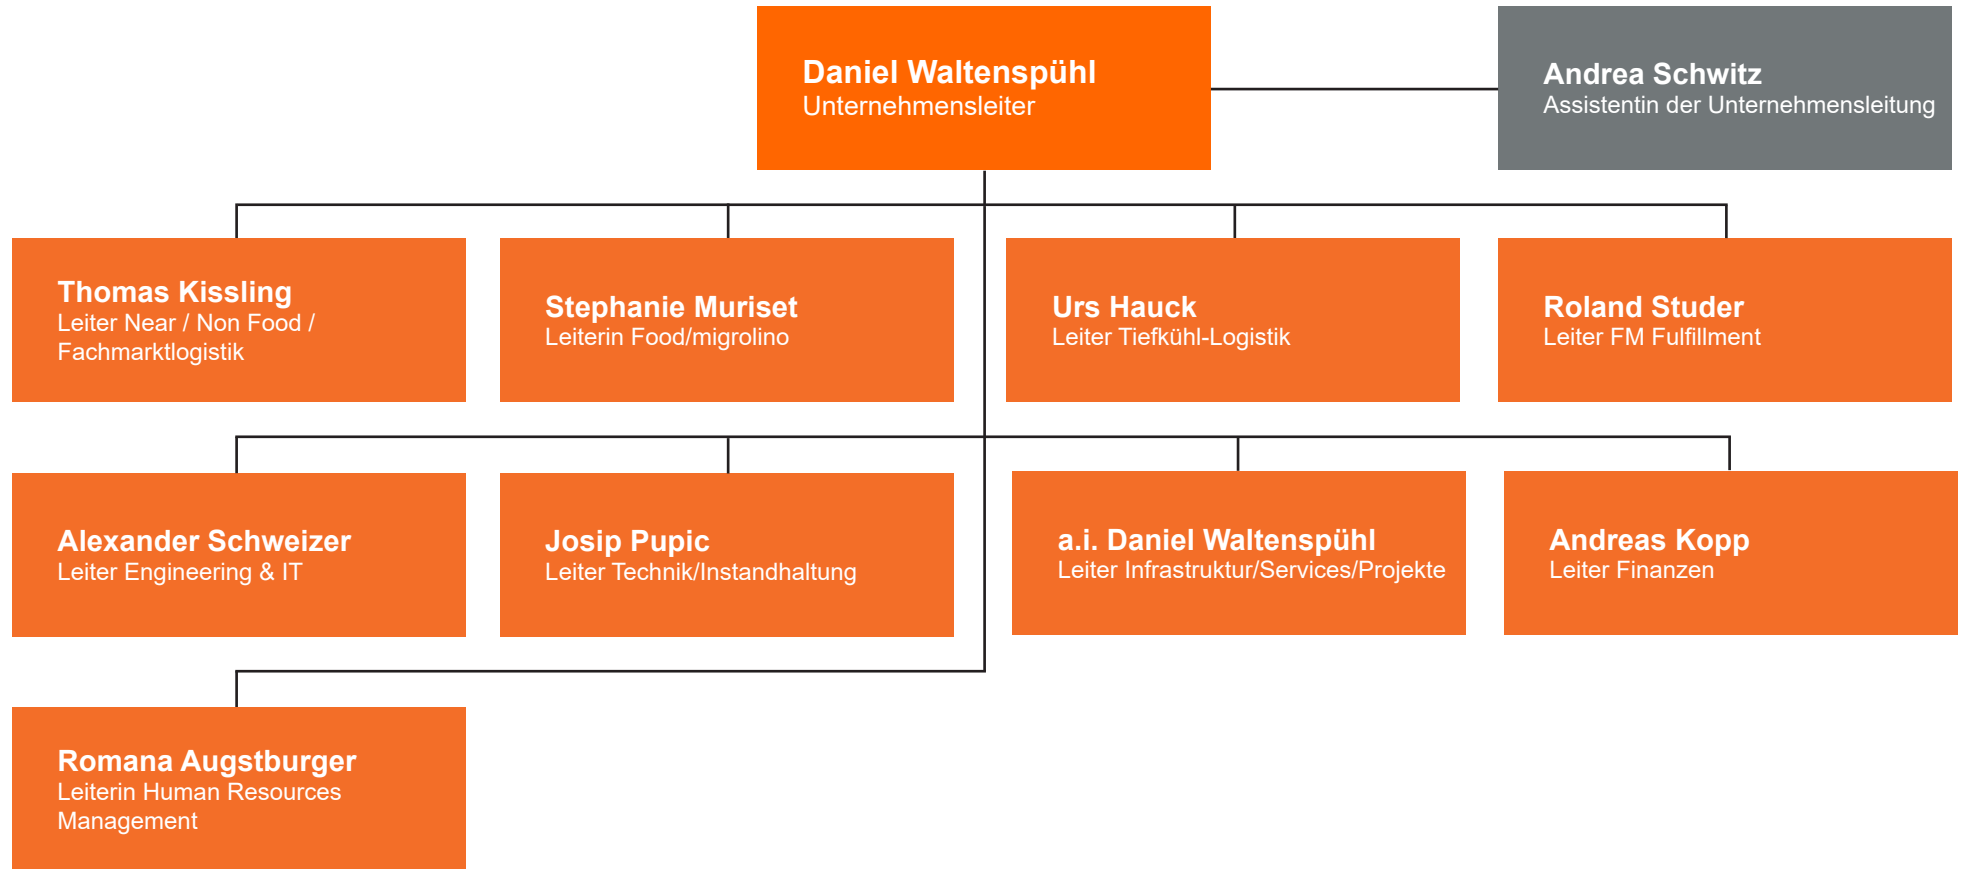 Daniel Waltenspühl
Unternehmensleiter
Andrea Schwitz
Assistentin der Unternehmensleitung
Thomas Kissling
Leiter Near / Non Food /
Fachmarktlogistik
Stephanie Muriset
Leiterin Food/migrolino
Urs Hauck
Leiter Tiefkühl-Logistik
Roland Studer
Leiter FM Fulfillment
Alexander Schweizer
Leiter Engineering & IT
Josip Pupic
Leiter Technik/Instandhaltung
a.i. Daniel Waltenspühl
Leiter Infrastruktur/Services/Projekte
Andreas Kopp
Leiter Finanzen
Romana Augstburger
Leiterin Human Resources
Management